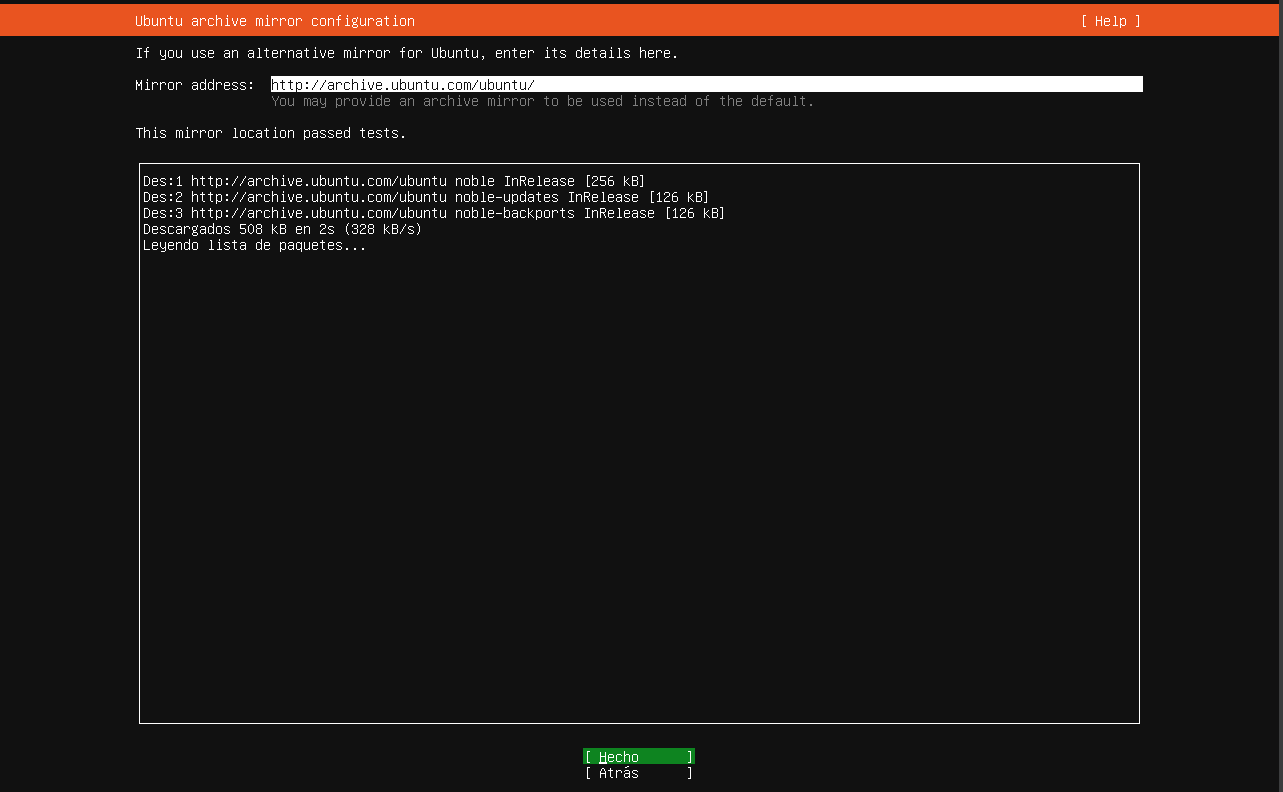 Ubuntu archive mirror configuration [ Help ]
If you use an alternative mirror for Ubuntu, enter its details here.
Mirror address: http://archive.ubuntu.com/ubuntu/
You may provide an archive mirror to be used instead of the default.
This mirror location passed tests.
Des:1 http://archive.ubuntu.com/ubuntu noble InRelease [256 kB]
Des:2 http://archive.ubuntu.com/ubuntu noble-updates InRelease [126 kB]
Des:3 http://archive.ubuntu.com/ubuntu noble-backports InRelease [126 kB]
Descargados 508 kB en 2s (328 kB/s)
Leyendo lista de paquetes...
[ Hecho ]
[ Atrás ]